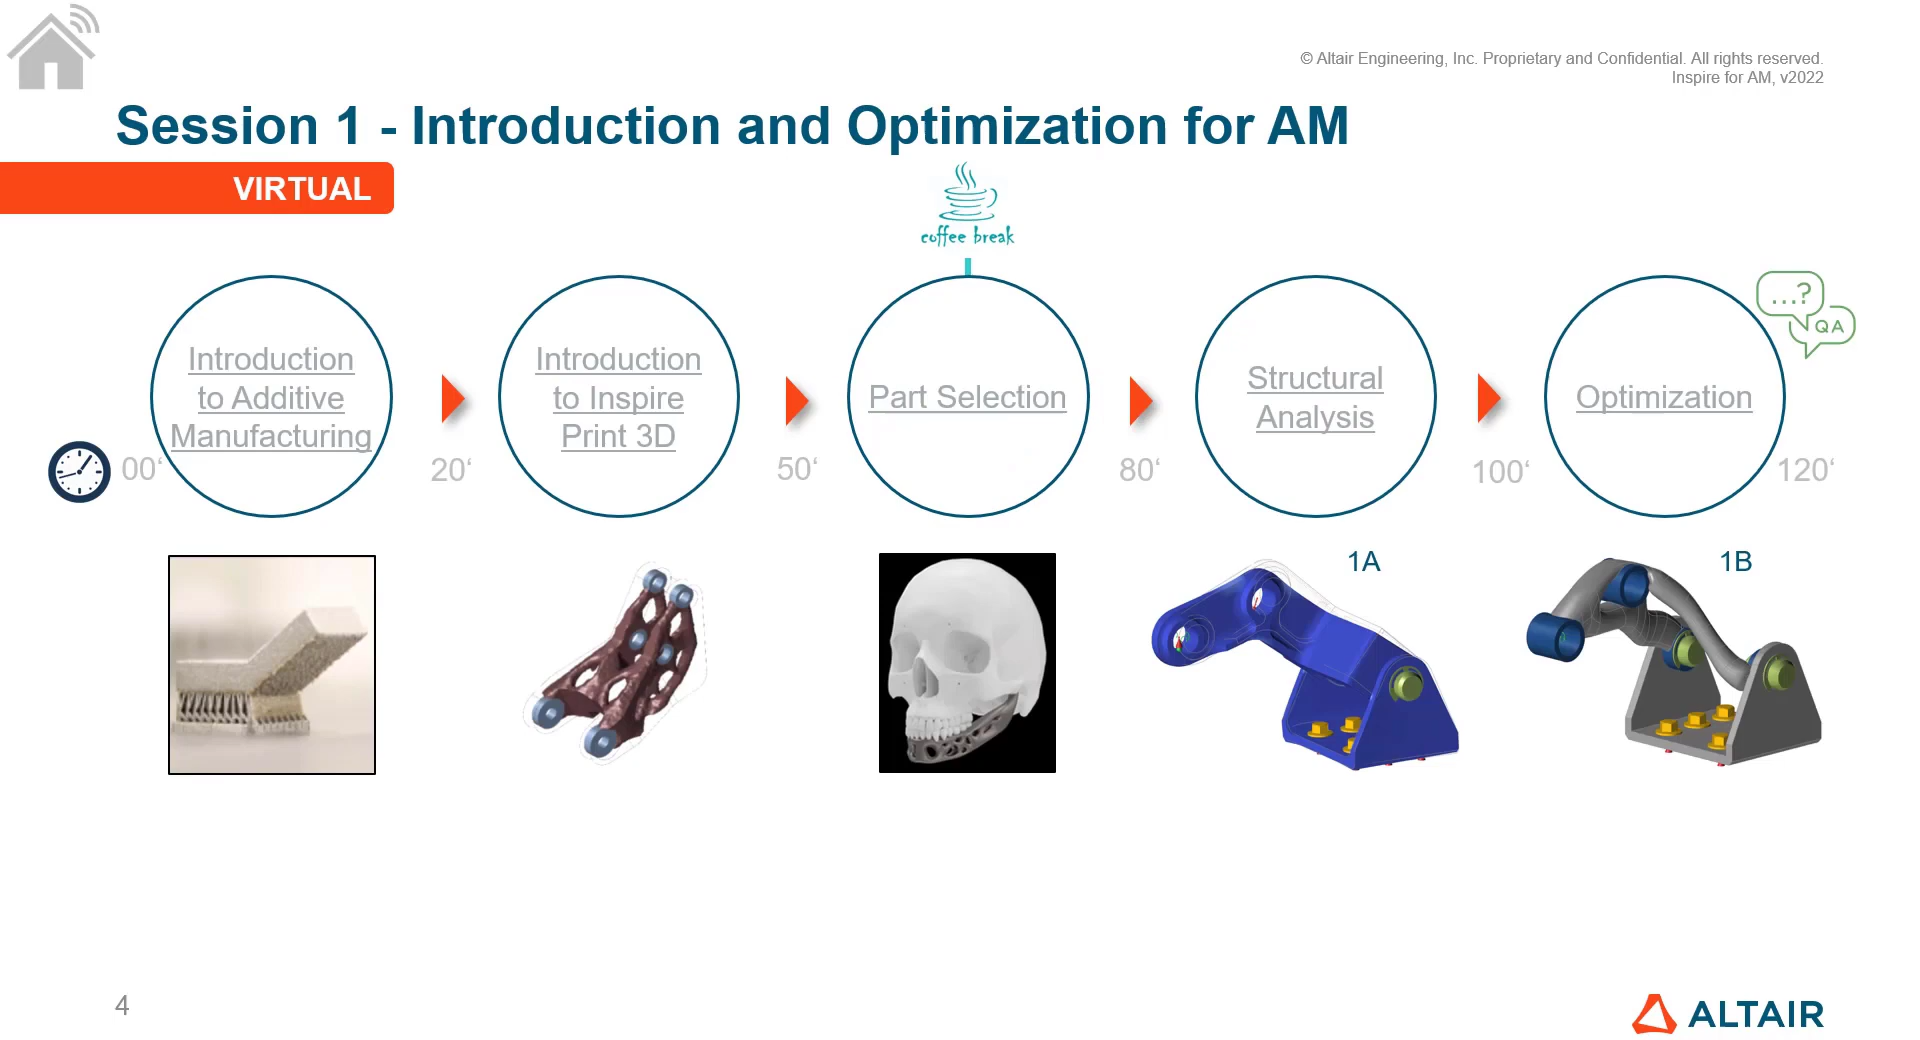 © Altair Engineering, Inc. Proprietary and Confidential. All rights reserved.
Inspire for AM, v2022
Session 1 - Introduction and Optimization for AM
VIRTUAL
coffee break
Introduction
to Additive
Manufacturing
Introduction
to Inspire
Print 3D
Part Selection
Structural
Analysis
Optimization
...?
QA
00‘
20‘
50‘
80‘
100‘
120‘
1A
1B
4
ALTAIR